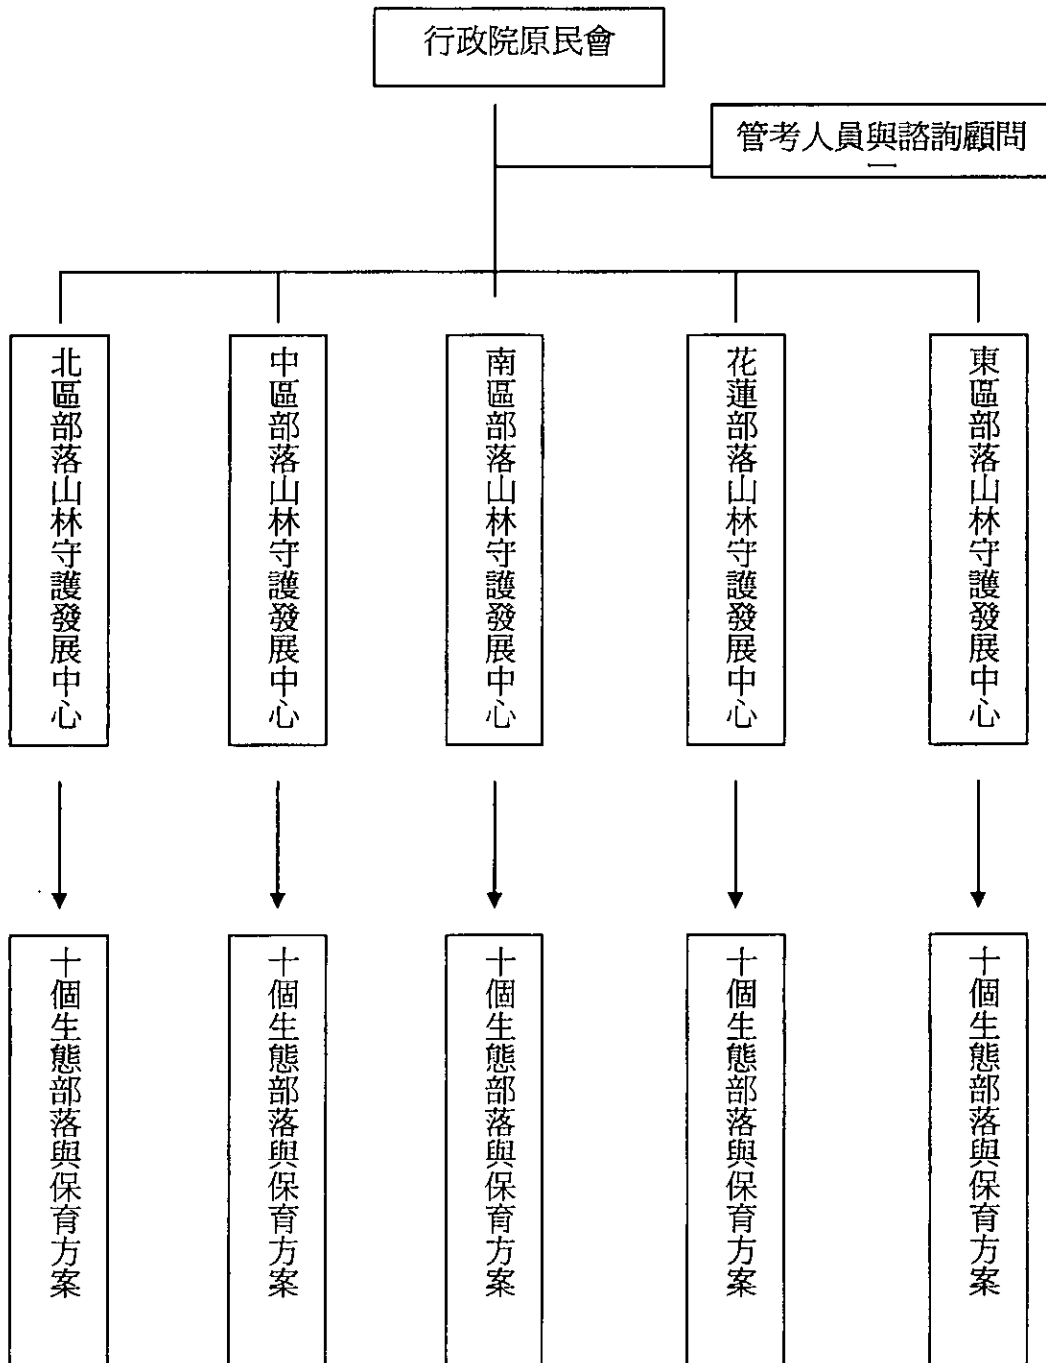 行政院原民會
管考人員與諮詢顧問
一
北區部落山林守護發展中心
中區部落山林守護發展中心
南區部落山林守護發展中心
花蓮部落山林守護發展中心
東區部落山林守護發展中心
十個生態部落與保育方案
十個生態部落與保育方案
十個生態部落與保育方案
十個生態部落與保育方案
十個生態部落與保育方案